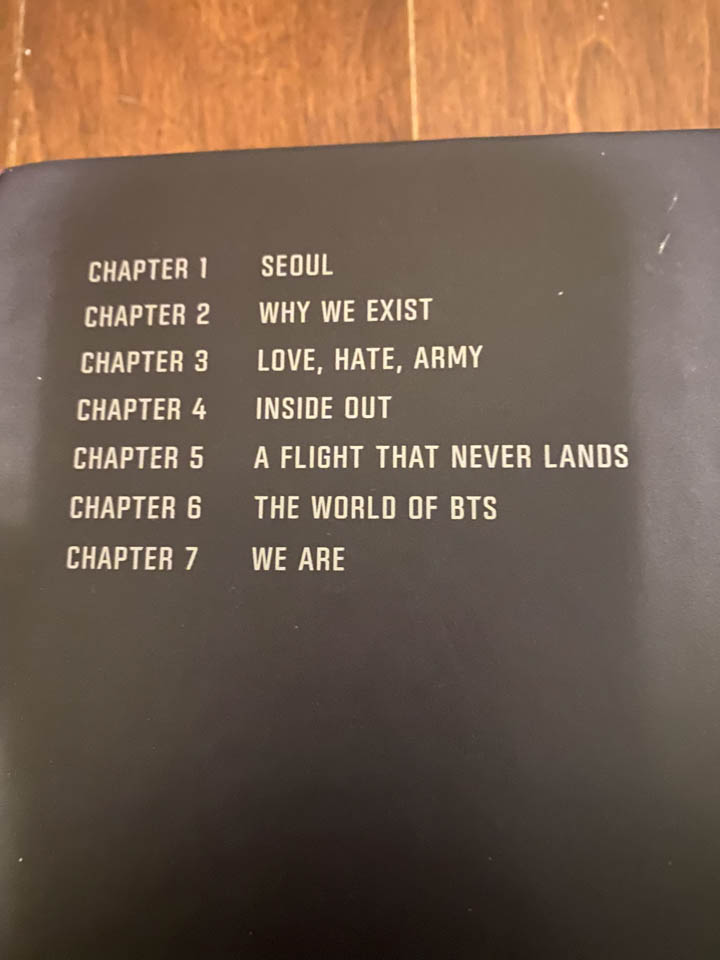 CHAPTER 1 SEOUL
CHAPTER 2 WHY WE EXIST
CHAPTER 3 LOVE, HATE, ARMY
CHAPTER 4 INSIDE OUT
CHAPTER 5 A FLIGHT THAT NEVER LANDS
CHAPTER 6 THE WORLD OF BTS
CHAPTER 7 WE ARE